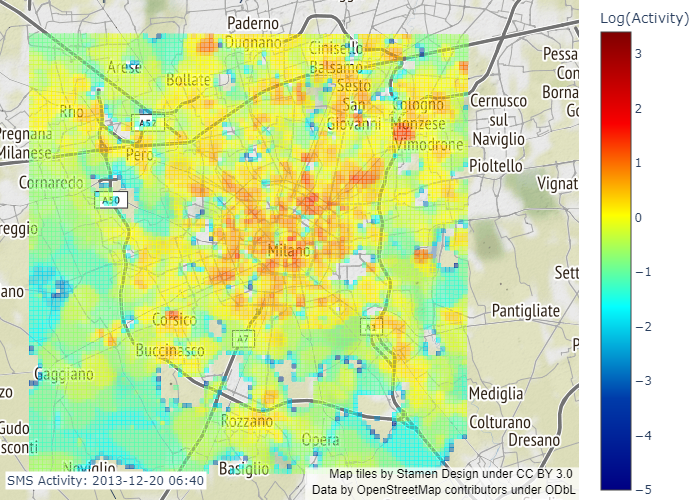 Log(Activity)
3
2
1
0
−1
−2
−3
−4
−5
Paderno
Dugnano
Cinisello
Balsamo
Arese
Bollate
Sesto
San
Giovanni
Cologno
Monzese
Vimodrone
Cernusco
sul
Naviglio
Pioltello
Pessa
Con
Borna
Go
Rho
A52
Pero
Pregnana
Milanese
Cornaredo
A50
Vignat
reggio
Milano
Sett
ano
Pantigliate
Corsico
A7
A1
Buccinasco
P
Gaggiano
zo
Mediglia
Rozzano
Colturano
Gudo
sconti
Opera
Dresano
Noviglio
Basiglio
SMS Activity: 2013-12-20 06:40
Map tiles by Stamen Design under CC BY 3.0
Data by OpenStreetMap contributors under ODbL